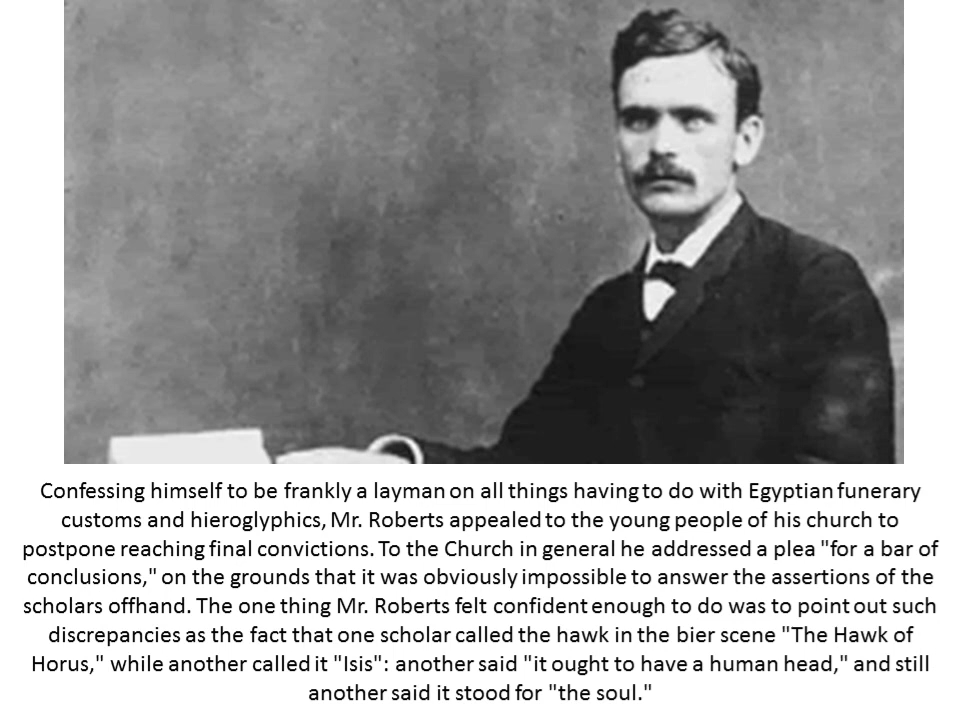 Confessing himself to be frankly a layman on all things having to do with Egyptian funerary
customs and hieroglyphics, Mr. Roberts appealed to the young people of his church to
postpone reaching final convictions. To the Church in general he addressed a plea "for a bar of
conclusions," on the grounds that it was obviously impossible to answer the assertions of the
scholars offhand. The one thing Mr. Roberts felt confident enough to do was to point out such
discrepancies as the fact that one scholar called the hawk in the bier scene "The Hawk of
Horus," while another called it "Isis": another said "it ought to have a human head," and still
another said it stood for "the soul."